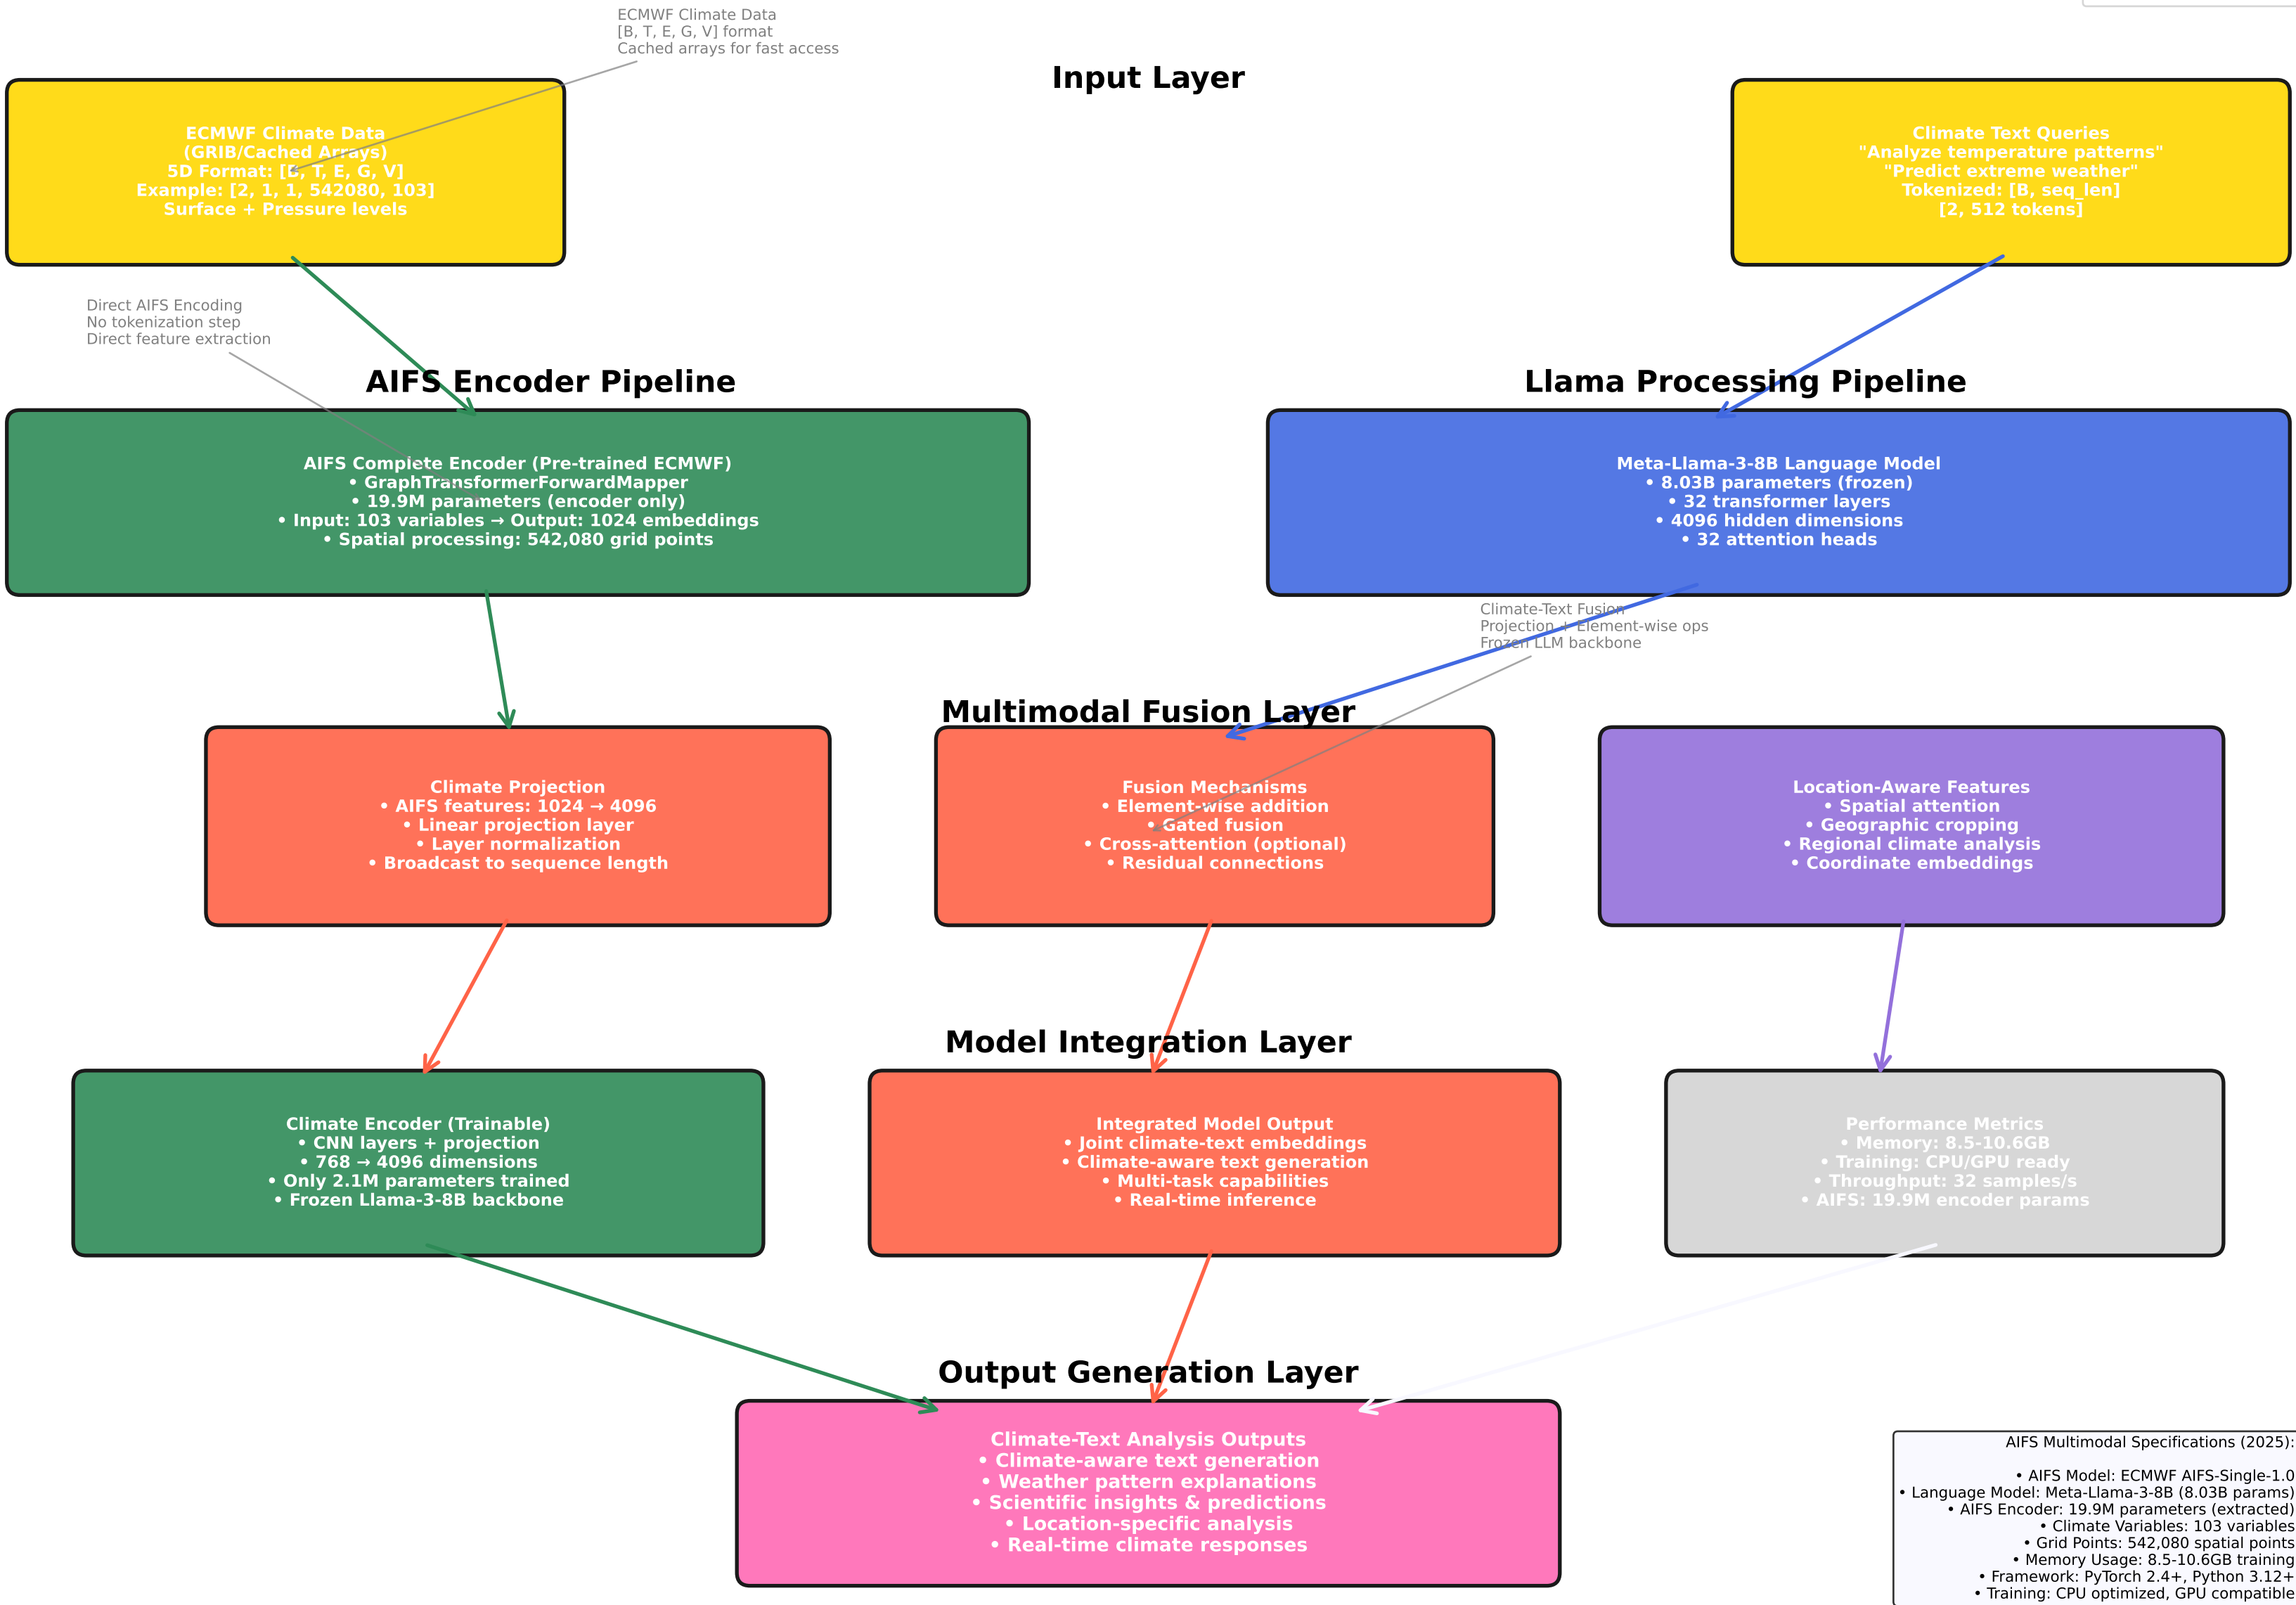 ECMWF Climate Data
[B, T, E, G, V] format
Cached arrays for fast access
Input Layer
ECMWF Climate Data
(GRIB/Cached Arrays)
5D Format: [B, T, E, G, V]
Example: [2, 1, 1, 542080, 103]
Surface + Pressure levels
Climate Text Queries
"Analyze temperature patterns"
"Predict extreme weather"
Tokenized: [B, seq_len]
[2, 512 tokens]
Direct AIFS Encoding
No tokenization step
Direct feature extraction
AIFS Encoder Pipeline
Llama Processing Pipeline
AIFS Complete Encoder (Pre-trained ECMWF)
• GraphTransformerForwardMapper
• 19.9M parameters (encoder only)
• Input: 103 variables → Output: 1024 embeddings
• Spatial processing: 542,080 grid points
Meta-Llama-3-8B Language Model
• 8.03B parameters (frozen)
• 32 transformer layers
• 4096 hidden dimensions
• 32 attention heads
Climate-Text Fusion
Projection + Element-wise ops
Frozen LLM backbone
Multimodal Fusion Layer
Climate Projection
• AIFS features: 1024 → 4096
• Linear projection layer
• Layer normalization
• Broadcast to sequence length
Fusion Mechanisms
• Element-wise addition
• Gated fusion
• Cross-attention (optional)
• Residual connections
Location-Aware Features
• Spatial attention
• Geographic cropping
• Regional climate analysis
• Coordinate embeddings
Model Integration Layer
Climate Encoder (Trainable)
• CNN layers + projection
• 768 → 4096 dimensions
• Only 2.1M parameters trained
• Frozen Llama-3-8B backbone
Integrated Model Output
• Joint climate-text embeddings
• Climate-aware text generation
• Multi-task capabilities
• Real-time inference
Performance Metrics
• Memory: 8.5-10.6GB
• Training: CPU/GPU ready
• Throughput: 32 samples/s
• AIFS: 19.9M encoder params
Output Generation Layer
Climate-Text Analysis Outputs
• Climate-aware text generation
• Weather pattern explanations
• Scientific insights & predictions
• Location-specific analysis
• Real-time climate responses
AIFS Multimodal Specifications (2025):
• AIFS Model: ECMWF AIFS-Single-1.0
• Language Model: Meta-Llama-3-8B (8.03B params)
• AIFS Encoder: 19.9M parameters (extracted)
• Climate Variables: 103 variables
• Grid Points: 542,080 spatial points
• Memory Usage: 8.5-10.6GB training
• Framework: PyTorch 2.4+, Python 3.12+
• Training: CPU optimized, GPU compatible